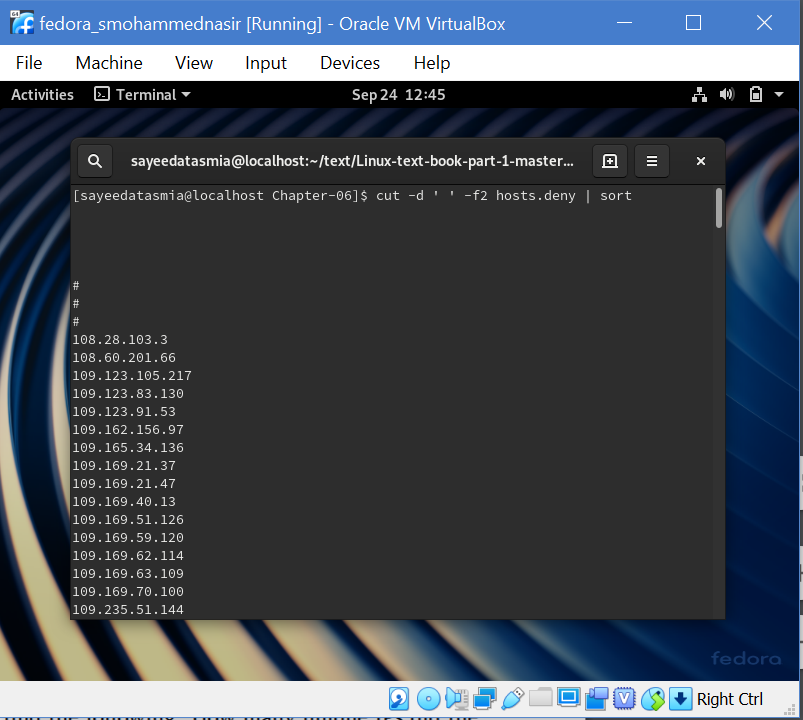 fedora_smohammednasir [Running] - Oracle VM VirtualBox
File Machine View Input Devices Help
Activities Terminal Sep 24 12:45
sayeedatasmia@localhost:~/text/Linux-text-book-part-1-master...
[sayeedatasmia@localhost Chapter-06]$ cut -d ' ' -f2 hosts.deny | sort
#
#
#
108.28.103.3
108.60.201.66
109.123.105.217
109.123.83.130
109.123.91.53
109.162.156.97
109.165.34.136
109.169.21.37
109.169.21.47
109.169.40.13
109.169.51.126
109.169.59.120
109.169.62.114
109.169.63.109
109.169.70.100
109.235.51.144
fedora
Right Ctrl